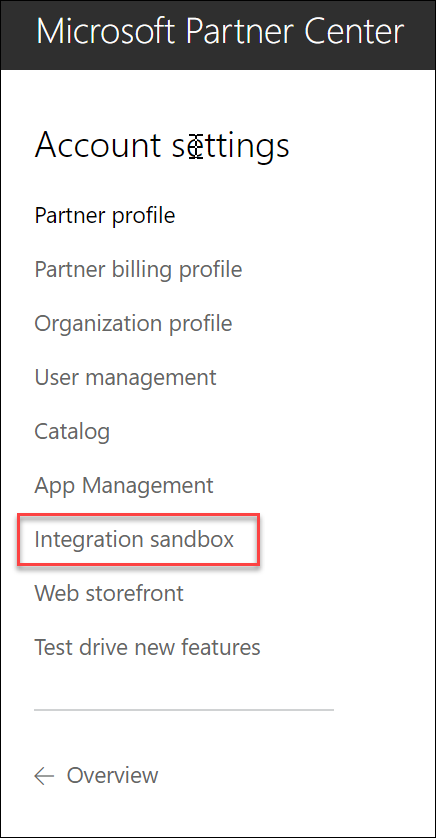 Microsoft Partner Center
Account settings
Partner profile
Partner billing profile
Organization profile
User management
Catalog
App Management
Integration sandbox
Web storefront
Test drive new features
← Overview